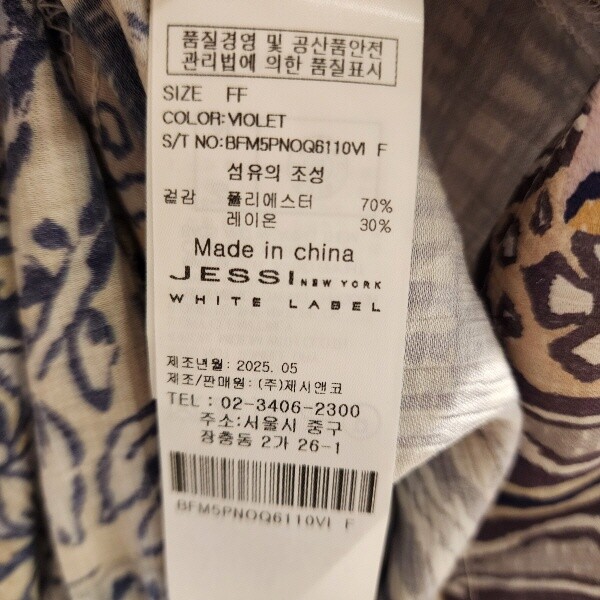 품질경영 및 공산품안전
관리법에 의한 품질표시
SIZE FF
COLOR:VIOLET
S/T NO:BFM5PNOQ6110VI F
섬유의 조성
겉감 폴리에스터 70%
레이온 30%
Made in china
JESSI NEW YORK
WHITE LABEL
제조년월: 2025. 05
제조/판매원: (주)제시앤코
TEL : 02-3406-2300
주소:서울시 중구
장충동 2가 26-1
BFM5PNOQ6110VI F